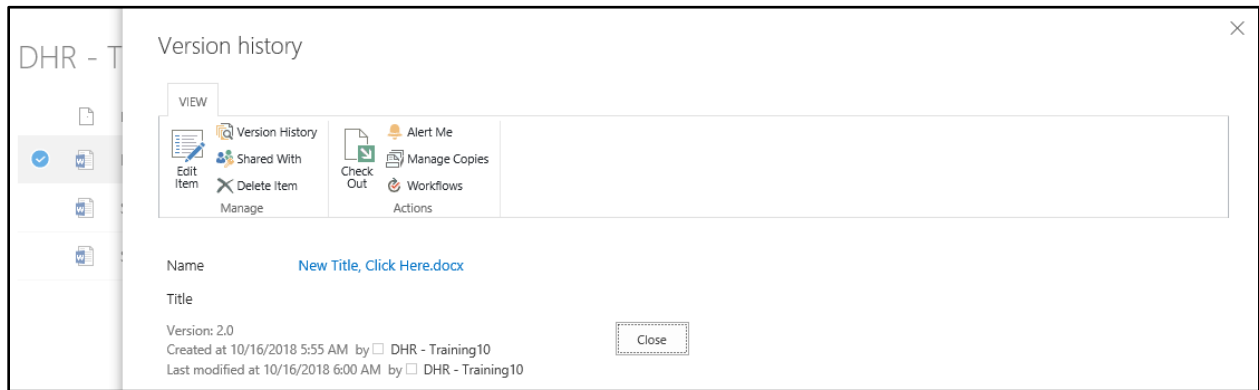 DHR - T
Version history
VIEW
Edit Item
Version History
Shared With
Delete Item
Manage
Check Out
Alert Me
Manage Copies
Workflows
Actions
Name New Title, Click Here.docx
Title
Version: 2.0
Created at 10/16/2018 5:55 AM by DHR - Training10
Last modified at 10/16/2018 6:00 AM by DHR - Training10
Close